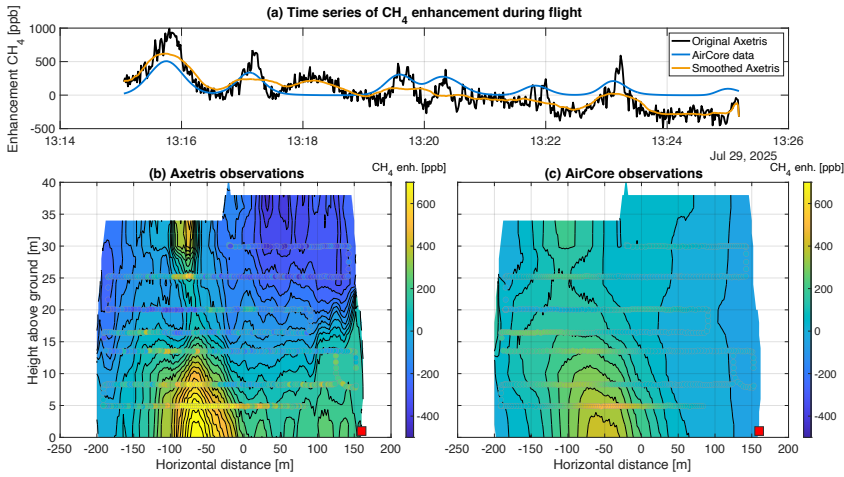 (a) Time series of CH4 enhancement during flight
Enhancement CH4 [ppb]
1000
500
0
-500
Original Axetris
AirCore data
Smoothed Axetris
13:14 13:16 13:18 13:20 13:22 13:24 13:26
Jul 29, 2025
(b) Axetris observations
CH4 enh. [ppb]
Height above ground [m]
40
35
30
25
20
15
10
5
0
-250 -200 -150 -100 -50 0 50 100 150 200
Horizontal distance [m]
600
400
200
0
-200
-400
(c) AirCore observations
CH4 enh. [ppb]
0
-250 -200 -150 -100 -50 0 50 100 150 200
Horizontal distance [m]
600
400
200
0
-200
-400